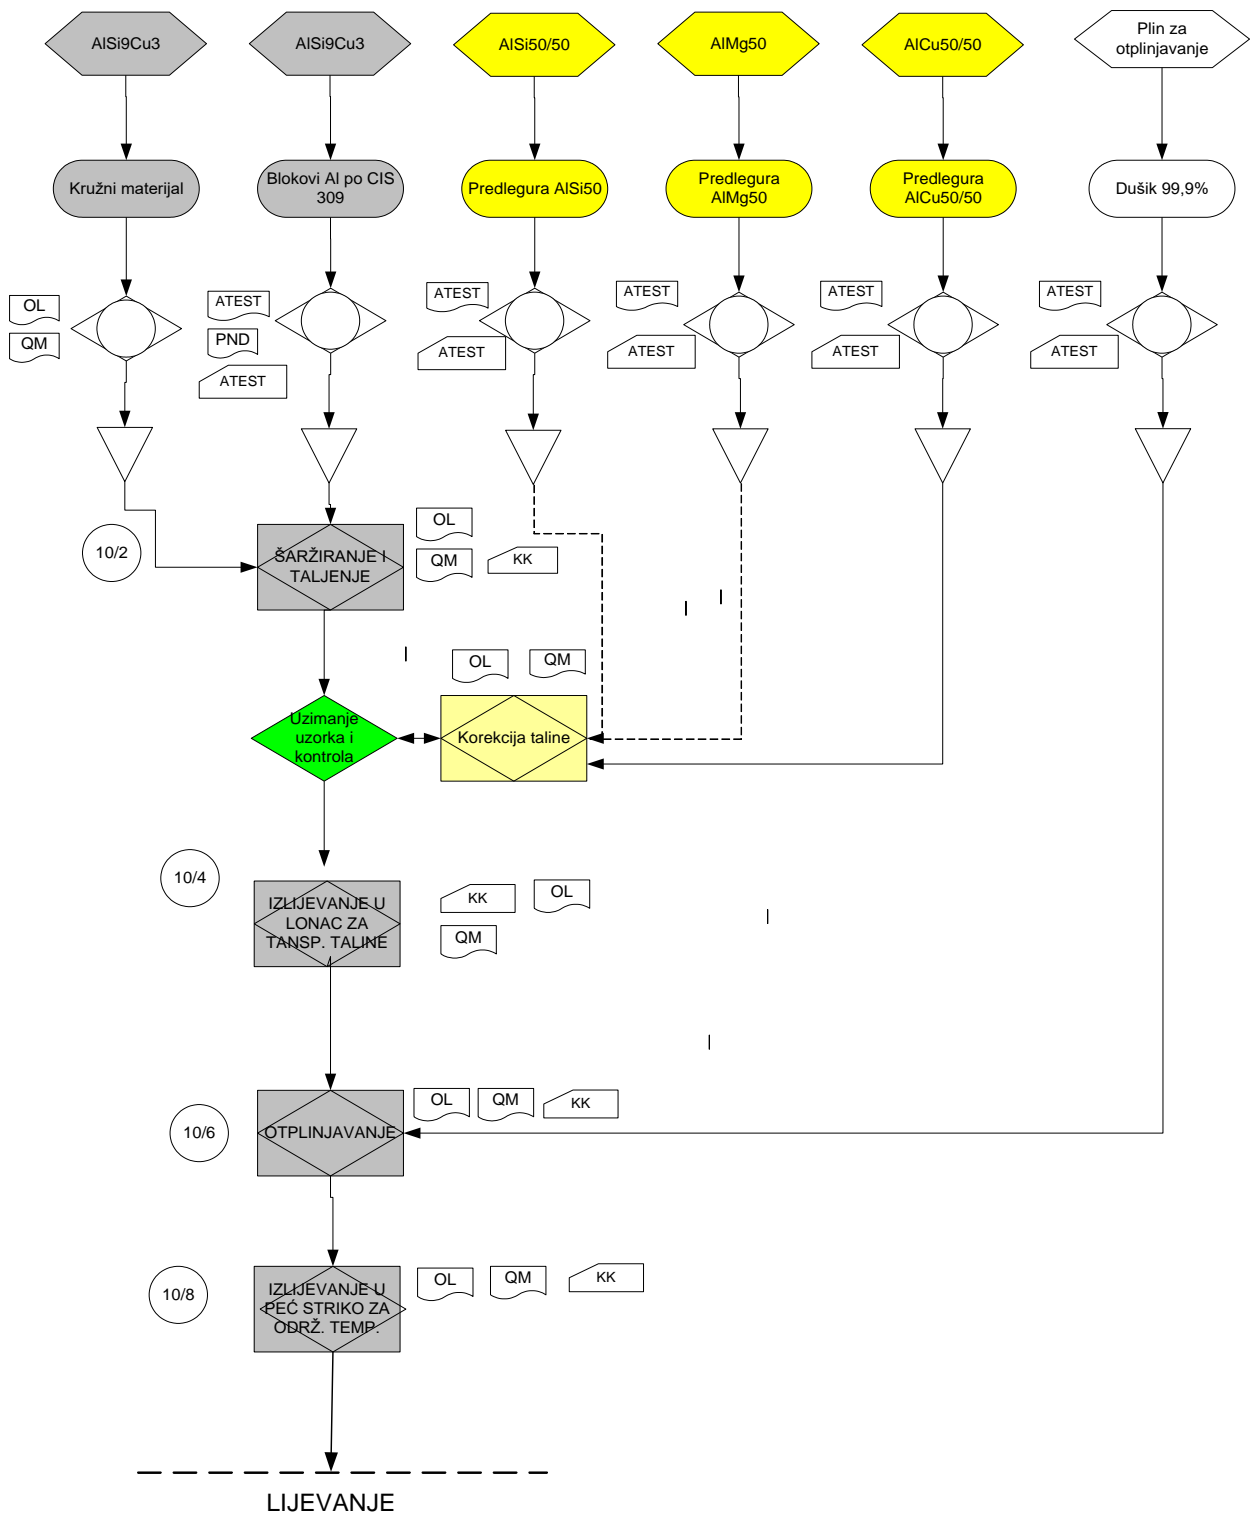 AlSi9Cu3
AlSi9Cu3
AlSi50/50
AlMg50
AlCu50/50
Plin za
otplinjavanje
Kružni materijal
Blokovi Al po CIS
309
Predlegura AlSi50
Predlegura
AlMg50
Predlegura
AlCu50/50
Dušik 99,9%
OL
QM
ATEST
PND
ATEST
ATEST
ATEST
ATEST
ATEST
ATEST
ATEST
ATEST
ATEST
10/2
ŠARŽIRANJE I
TALJENJE
OL
QM
KK
OL
QM
Uzimanje
uzorka i
kontrola
Korekcija taline
10/4
IZLIJEVANJE U
LONAC ZA
TANSP. TALINE
KK
OL
QM
10/6
OTPLINJAVANJE
OL
QM
KK
10/8
IZLIJEVANJE U
PEĆ STRIKO ZA
ODRŽ. TEMP.
OL
QM
KK
LIJEVANJE